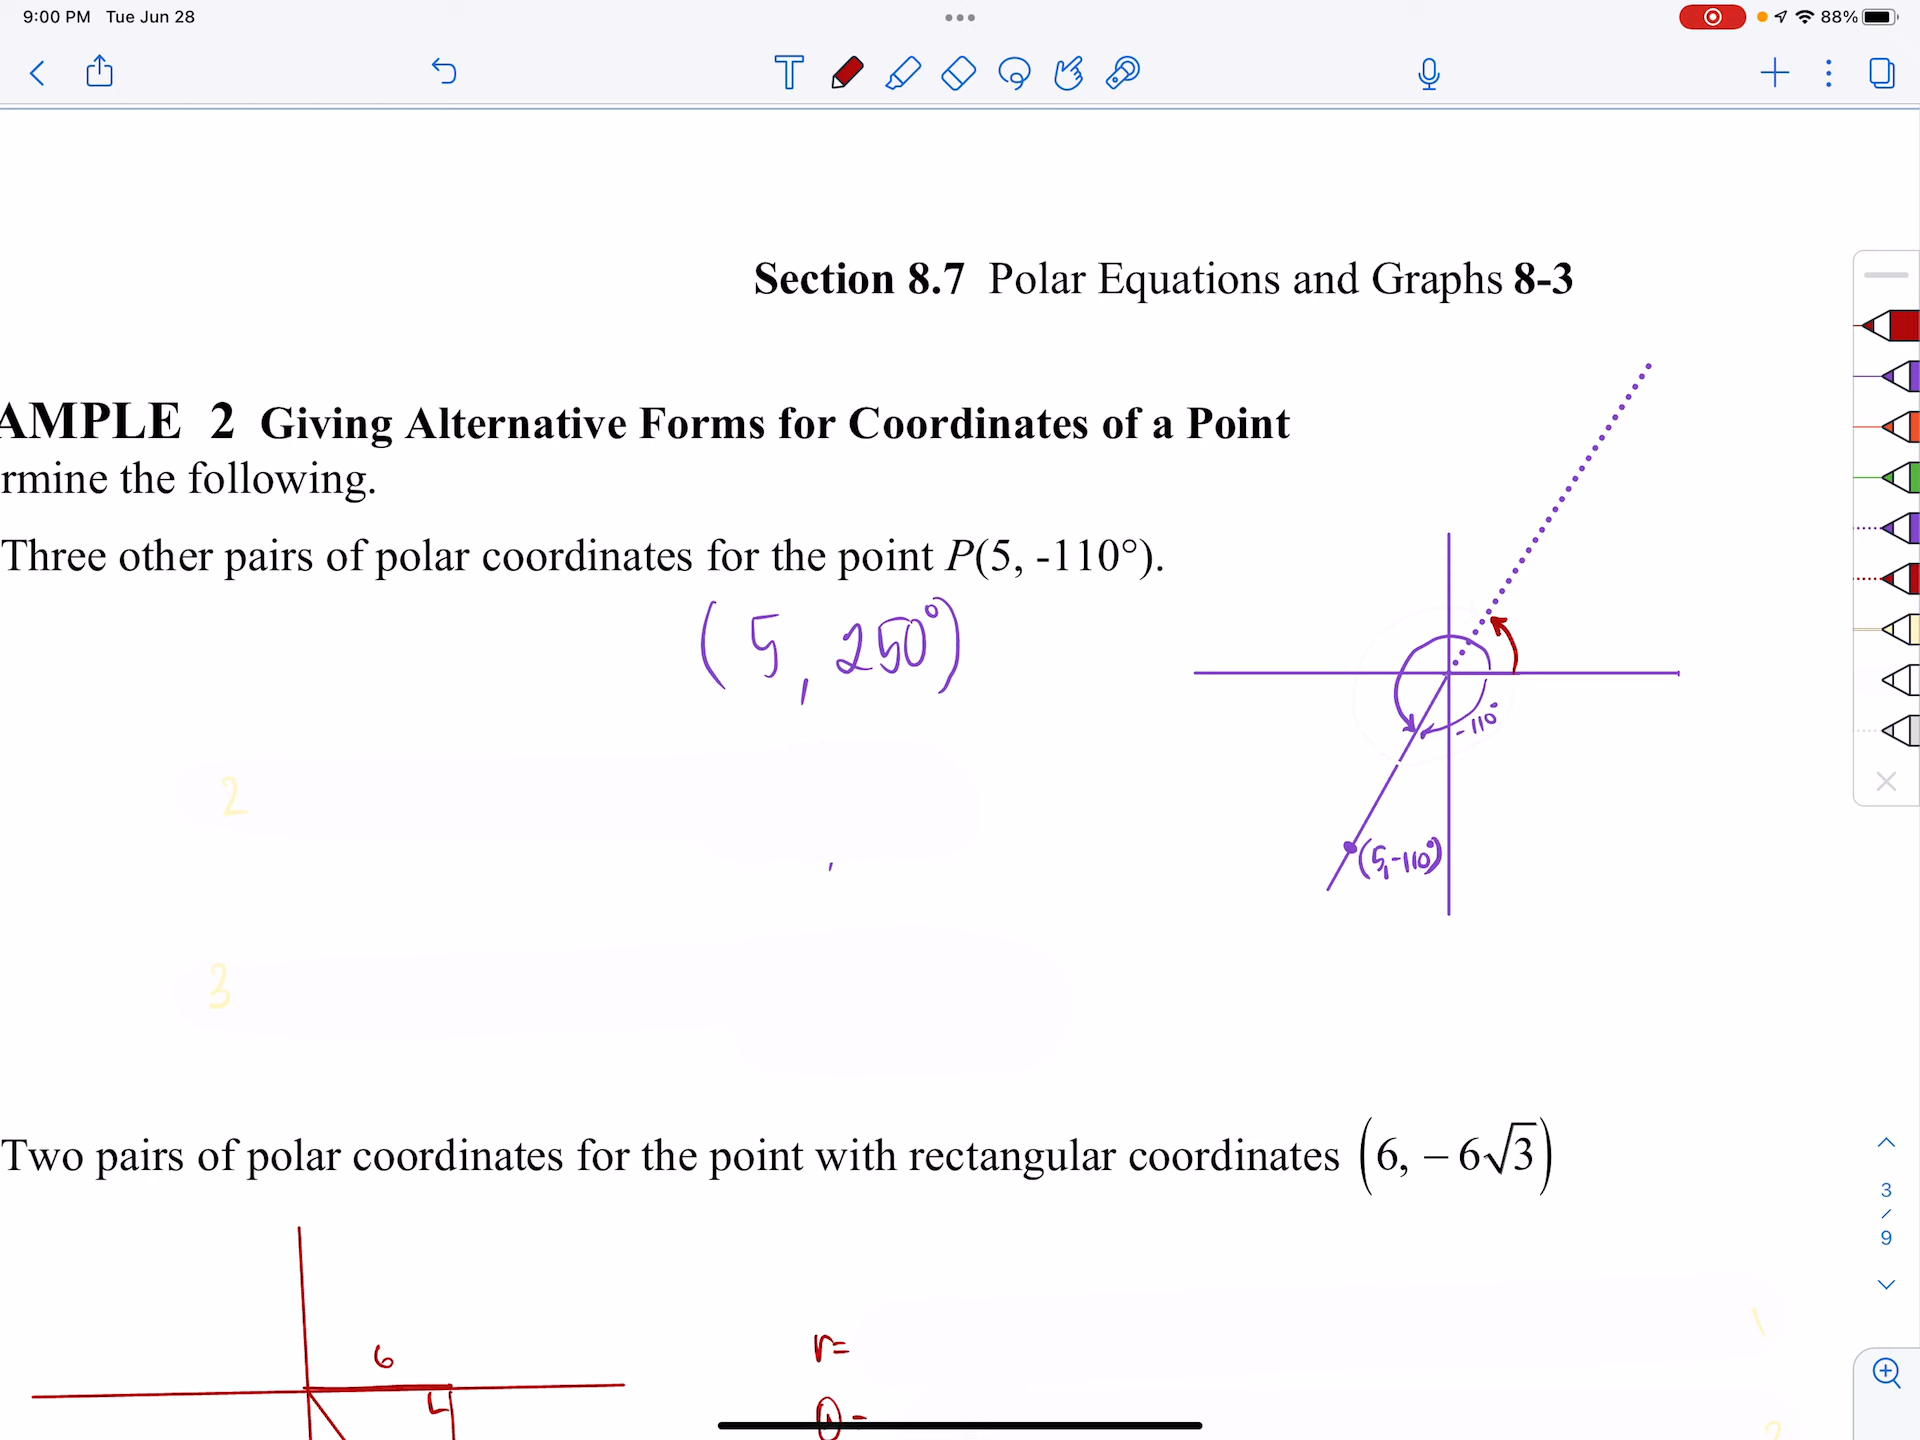 9:00 PM Tue Jun 28
88%
Section 8.7 Polar Equations and Graphs 8-3
AMPLE 2 Giving Alternative Forms for Coordinates of a Point
rmine the following.
Three other pairs of polar coordinates for the point P(5, -110°).
(5, 250°)
-110°
(5,-110°)
2
3
Two pairs of polar coordinates for the point with rectangular coordinates (6, – 6√3)
3
/
9
6
r=
θ =
1
2